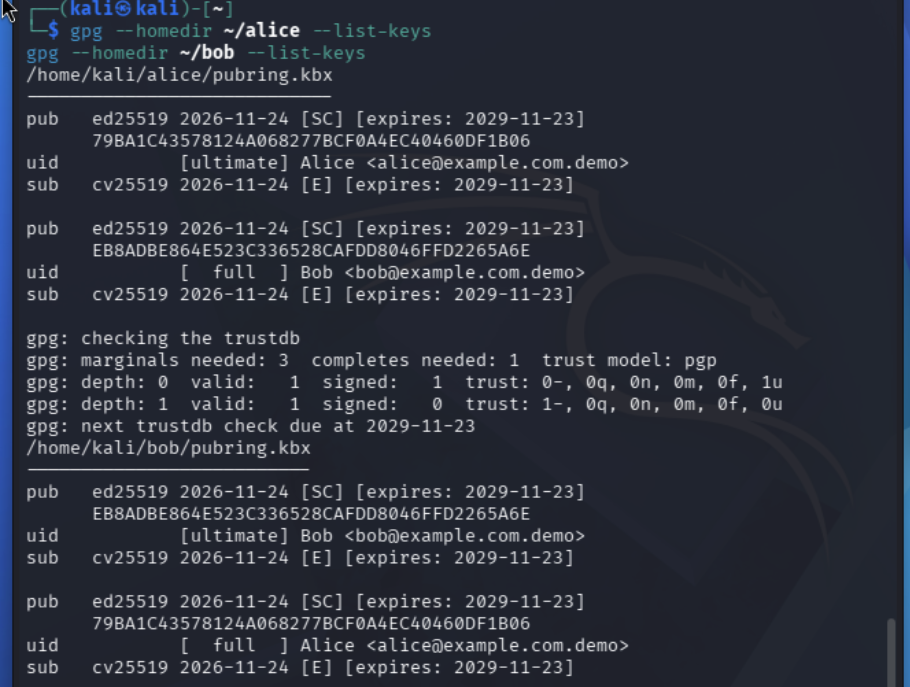 ┌──(kali㉿kali)-[~]
└─$ gpg --homedir ~/alice --list-keys
gpg --homedir ~/bob --list-keys
/home/kali/alice/pubring.kbx
----------------------------
pub   ed25519 2026-11-24 [SC] [expires: 2029-11-23]
      79BA1C43578124A068277BCF0A4EC40460DF1B06
uid           [ultimate] Alice <alice@example.com.demo>
sub   cv25519 2026-11-24 [E] [expires: 2029-11-23]

pub   ed25519 2026-11-24 [SC] [expires: 2029-11-23]
      EB8ADBE864E523C336528CAFDD8046FFD2265A6E
uid           [  full  ] Bob <bob@example.com.demo>
sub   cv25519 2026-11-24 [E] [expires: 2029-11-23]

gpg: checking the trustdb
gpg: marginals needed: 3  completes needed: 1  trust model: pgp
gpg: depth: 0  valid:   1  signed:   1  trust: 0-, 0q, 0n, 0m, 0f, 1u
gpg: depth: 1  valid:   1  signed:   0  trust: 1-, 0q, 0n, 0m, 0f, 0u
gpg: next trustdb check due at 2029-11-23
/home/kali/bob/pubring.kbx
--------------------------
pub   ed25519 2026-11-24 [SC] [expires: 2029-11-23]
      EB8ADBE864E523C336528CAFDD8046FFD2265A6E
uid           [ultimate] Bob <bob@example.com.demo>
sub   cv25519 2026-11-24 [E] [expires: 2029-11-23]

pub   ed25519 2026-11-24 [SC] [expires: 2029-11-23]
      79BA1C43578124A068277BCF0A4EC40460DF1B06
uid           [  full  ] Alice <alice@example.com.demo>
sub   cv25519 2026-11-24 [E] [expires: 2029-11-23]